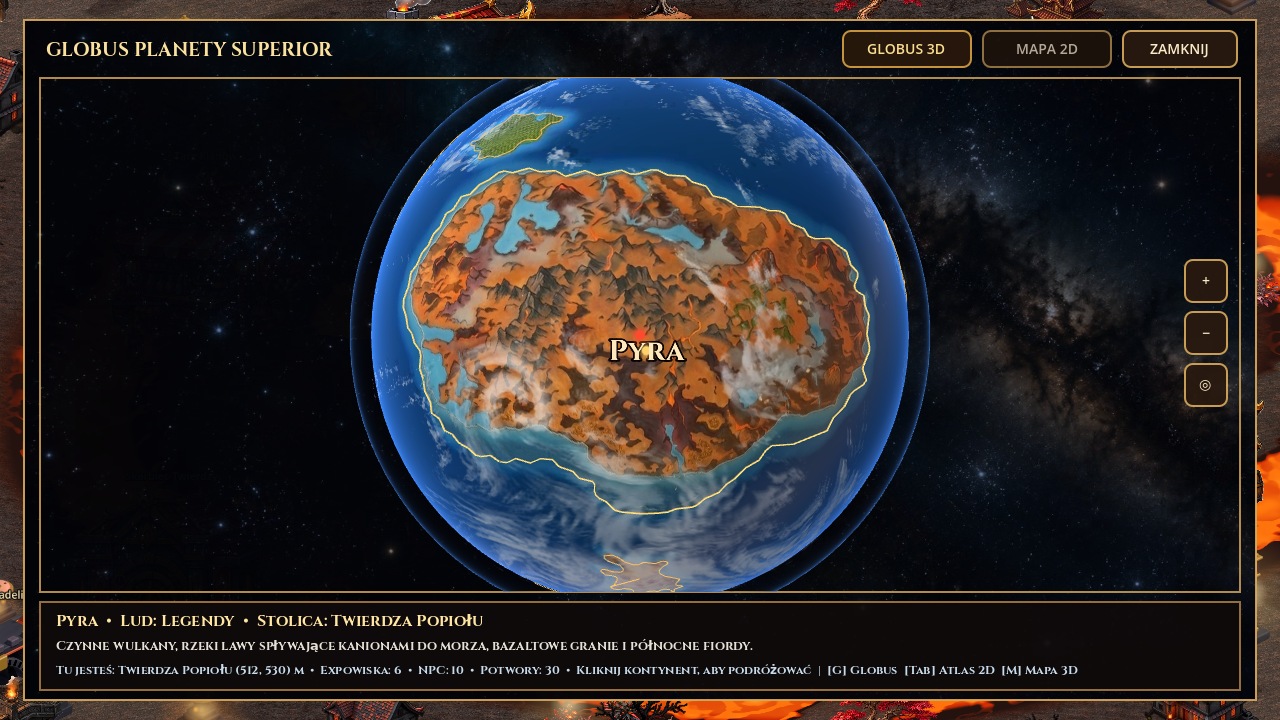 GLOBUS PLANETY SUPERIOR
GLOBUS 3D
MAPA 2D
ZAMKNIJ
+
−
◎
Pyra
adeli
Pyra • Lud: Legendy • Stolica: Twierdza Popiołu
Czynne wulkany, rzeki lawy spływające kanionami do morza, bazaltowe granie i północne fiordy.
Tu jesteś: Twierdza Popiołu (512, 530) m • Expowiska: 6 • NPC: 10 • Potwory: 30 • Kliknij kontynent, aby podróżować | [G] Globus [Tab] Atlas 2D [M] Mapa 3D